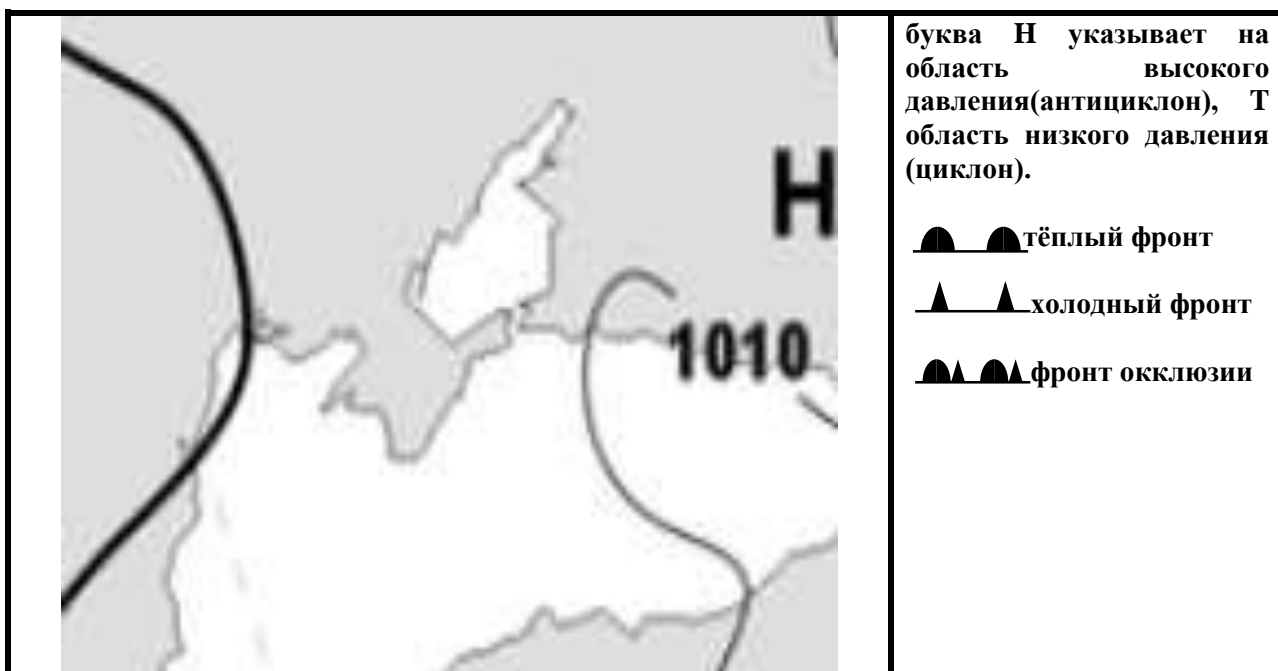 H
1010
буква Н указывает на
область высокого
давления(антициклон), Т
область низкого давления
(циклон).
тёплый фронт
холодный фронт
фронт окклюзии